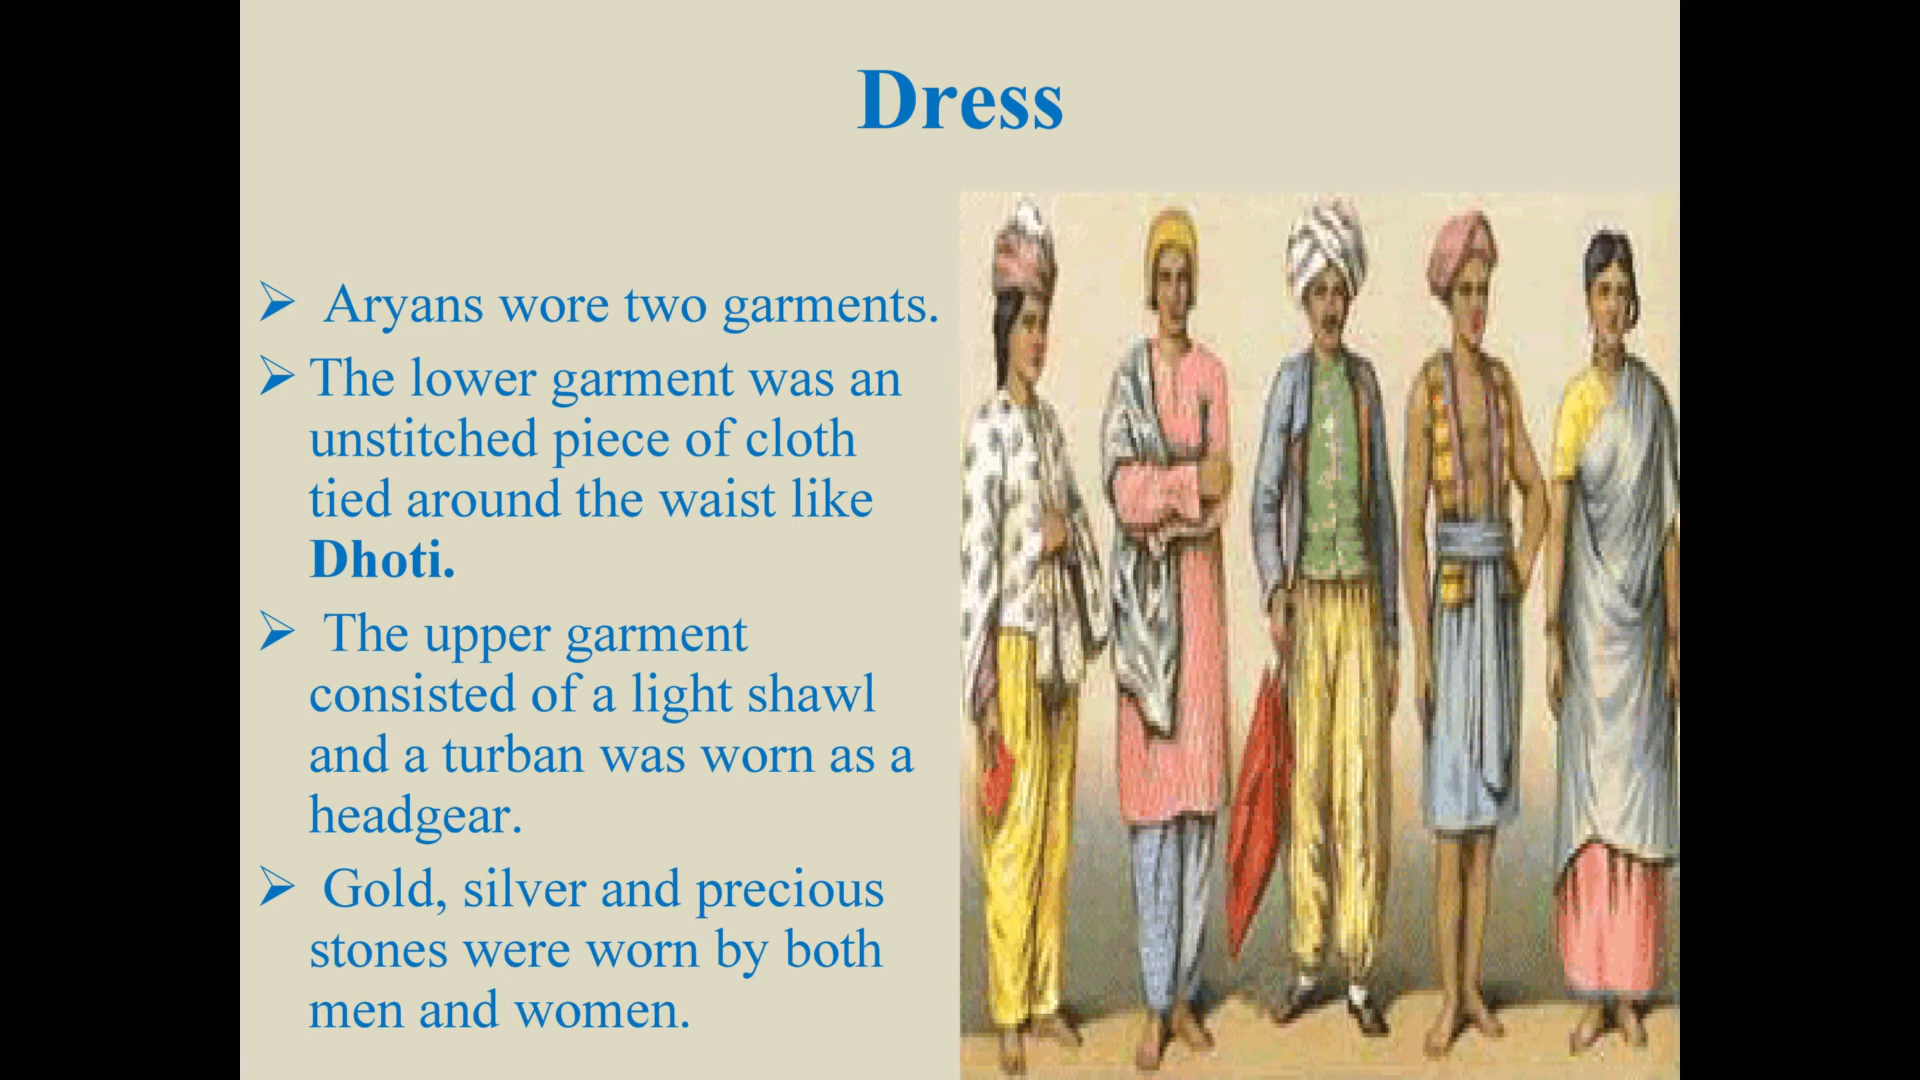 Dress
➢ Aryans wore two garments.
➢ The lower garment was an
unstitched piece of cloth
tied around the waist like
Dhoti.
➢ The upper garment
consisted of a light shawl
and a turban was worn as a
headgear.
➢ Gold, silver and precious
stones were worn by both
men and women.